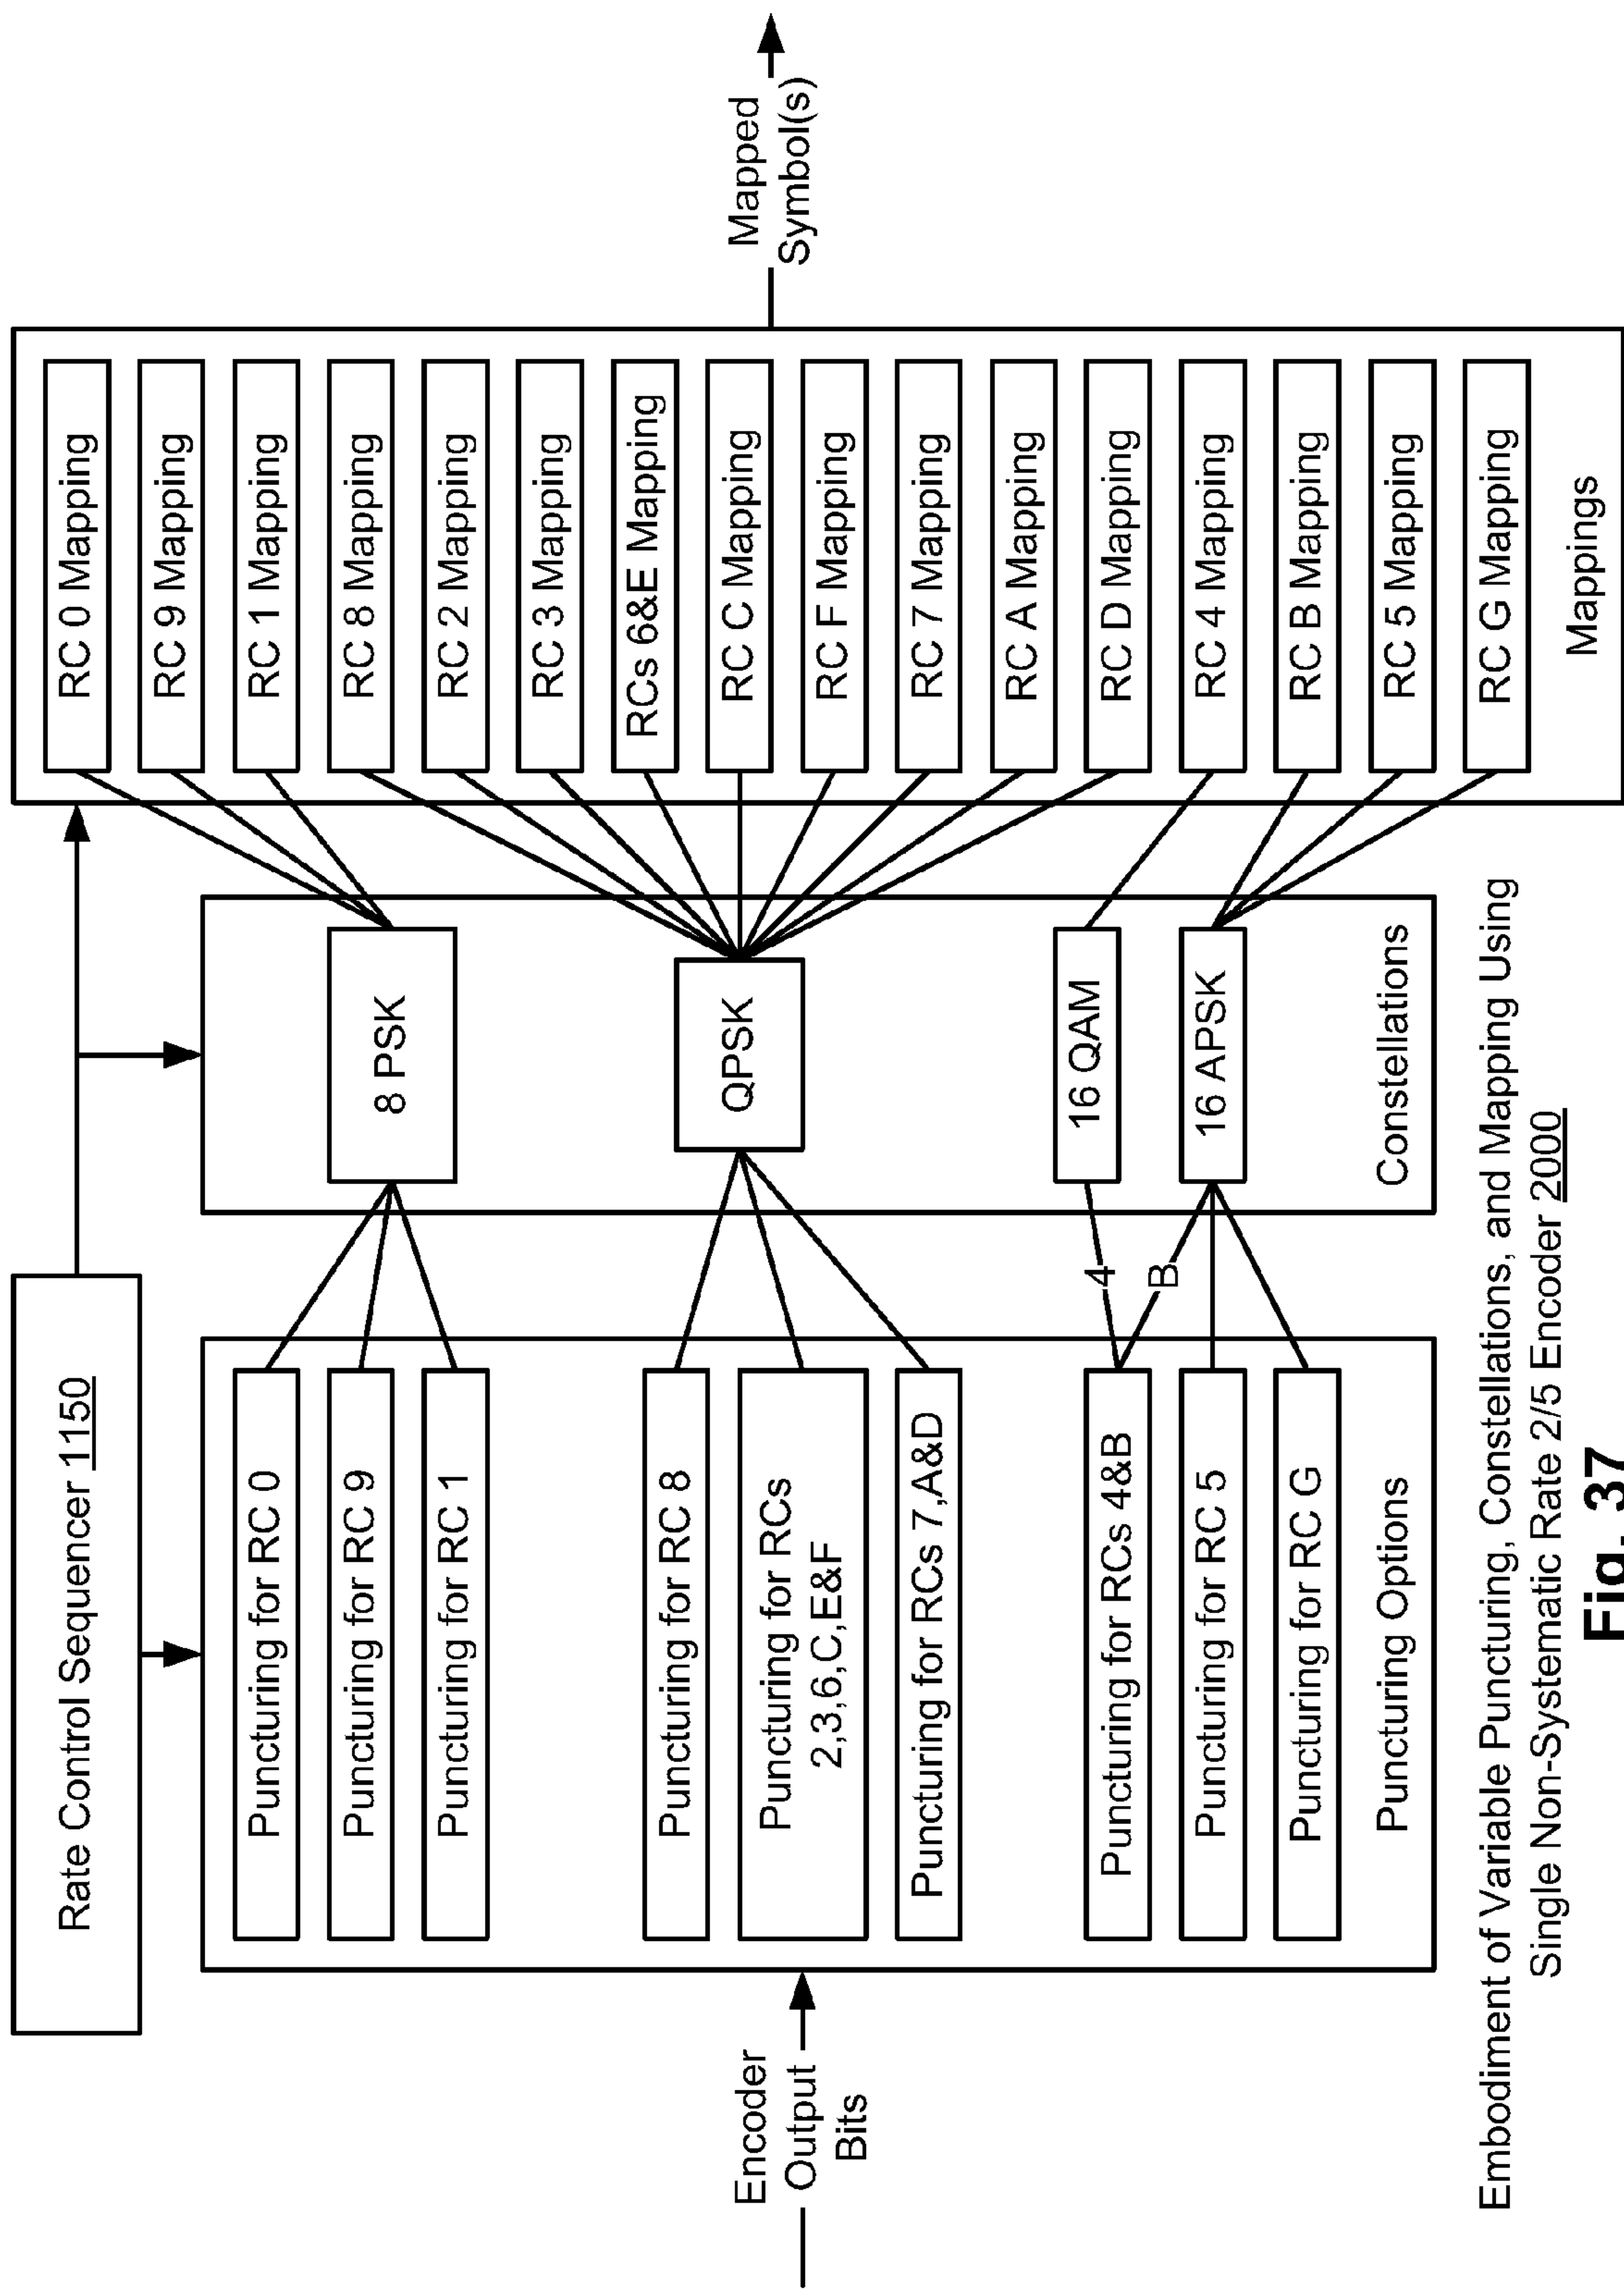 Rate Control Sequencer 1150
Encoder
Output
Bits
Puncturing for RC 0
Puncturing for RC 9
Puncturing for RC 1
Puncturing for RC 8
Puncturing for RCs
2,3,6,C,E&F
Puncturing for RCs 7,A&D
Puncturing for RCs 4&B
Puncturing for RC 5
Puncturing for RC G
Puncturing Options
4
B
8 PSK
QPSK
16 QAM
16 APSK
Constellations
RC 0 Mapping
RC 9 Mapping
RC 1 Mapping
RC 8 Mapping
RC 2 Mapping
RC 3 Mapping
RCs 6&E Mapping
RC C Mapping
RC F Mapping
RC 7 Mapping
RC A Mapping
RC D Mapping
RC 4 Mapping
RC B Mapping
RC 5 Mapping
RC G Mapping
Mappings
Mapped
Symbol(s)
Embodiment of Variable Puncturing, Constellations, and Mapping Using
Single Non-Systematic Rate 2/5 Encoder 2000
Fig. 37